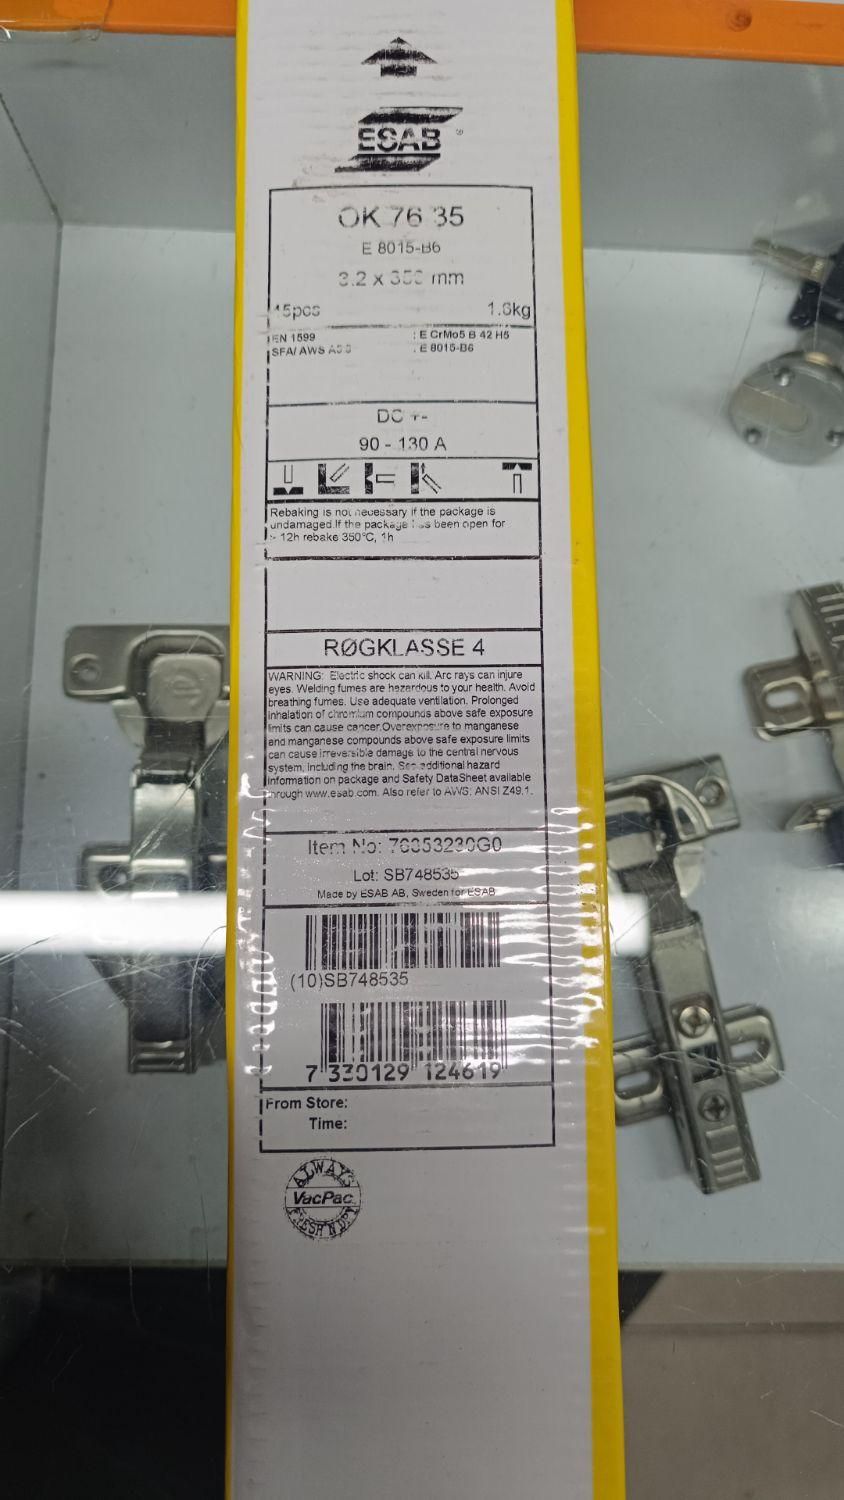 ESAB
OK 76 35
E 8015-B6
3.2 x 350 mm
15pcs 1.6kg
EN 1599 : E CrMo5 B 42 H5
SFA/ AWS A5.5 : E 8015-B6
DC +-
90 - 130 A
Rebaking is not necessary if the package is
undamaged.If the package has been open for
> 12h rebake 350°C, 1h
RØGKLASSE 4
WARNING: Electric shock can kill. Arc rays can injure
eyes. Welding fumes are hazardous to your health. Avoid
breathing fumes. Use adequate ventilation. Prolonged
inhalation of chromium compounds above safe exposure
limits can cause cancer.Overexposure to manganese
and manganese compounds above safe exposure limits
can cause irreversible damage to the central nervous
system, including the brain. See additional hazard
information on package and Safety DataSheet available
through www.esab.com. Also refer to AWS: ANSI Z49.1.
Item No: 76353230G0
Lot: SB748535
Made by ESAB AB, Sweden for ESAB
(10)SB748535
7 330129 124619
From Store:
Time:
ALWAYS
VacPac
FRESH'N DRY